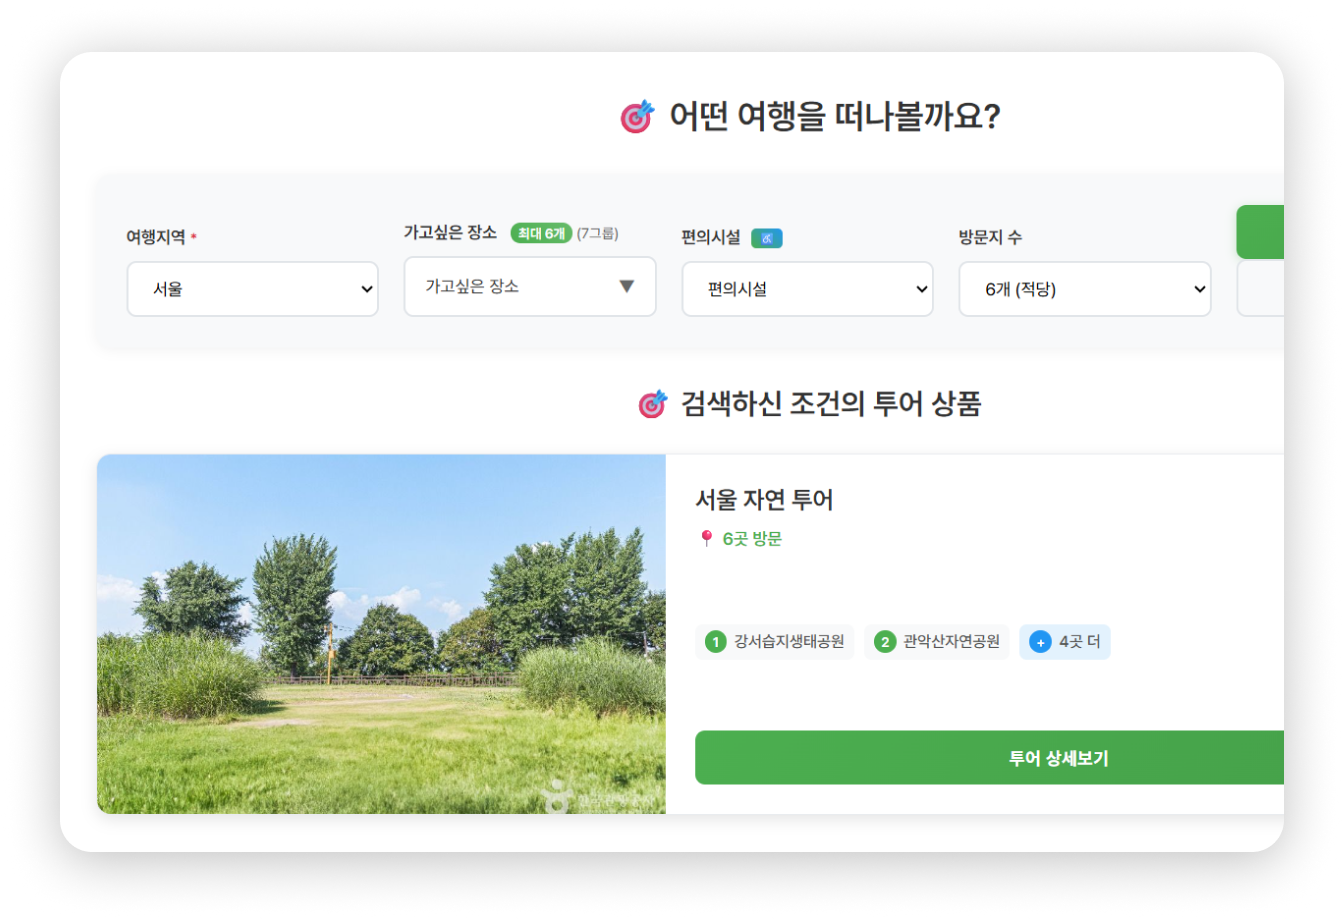 어떤 여행을 떠나볼까요?
여행지역 *
가고싶은 장소 최대 6개 (7그룹)
편의시설
방문지 수
서울
가고싶은 장소 ▼
편의시설
6개 (적당)
검색하신 조건의 투어 상품
서울 자연 투어
6곳 방문
1 강서습지생태공원
2 관악산자연공원
+ 4곳 더
투어 상세보기